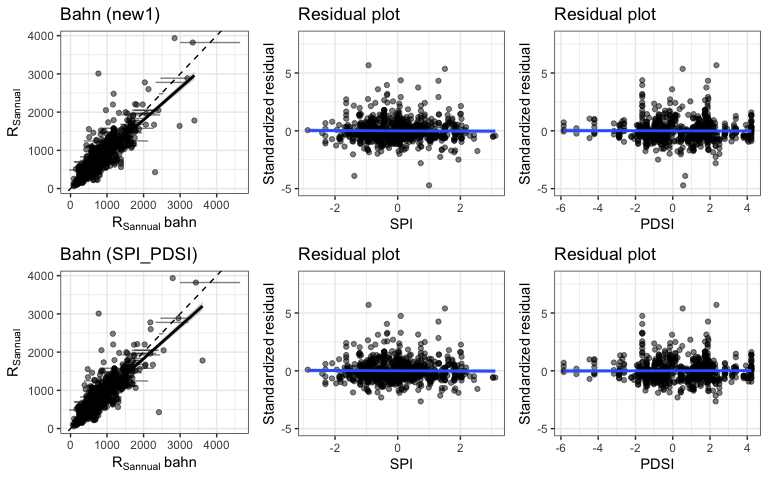 Bahn (new1)
Residual plot
Residual plot
4000
3000
2000
1000
0
R_Sannual
0 1000 2000 3000 4000
R_Sannual bahn
Standardized residual
5
0
-5
-2 0 2
SPI
Standardized residual
5
0
-5
-6 -4 -2 0 2 4
PDSI
Bahn (SPI_PDSI)
Residual plot
Residual plot
4000
3000
2000
1000
0
R_Sannual
0 1000 2000 3000 4000
R_Sannual bahn
Standardized residual
5
0
-5
-2 0 2
SPI
Standardized residual
5
0
-5
-6 -4 -2 0 2 4
PDSI